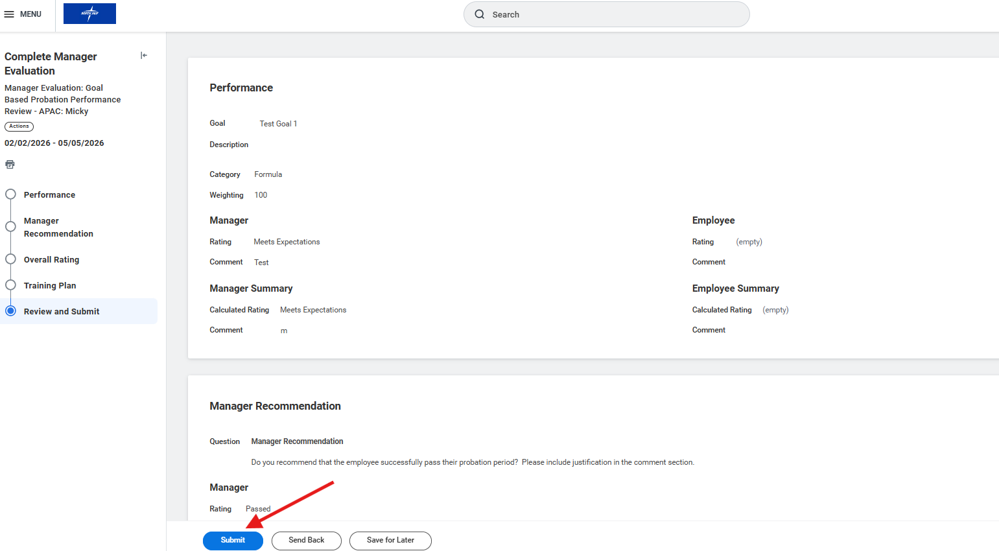 MENU
MEDLINE
Search
Complete Manager
Evaluation
Manager Evaluation: Goal
Based Probation Performance
Review - APAC: Micky
Actions
02/02/2026 - 05/05/2026
Performance
Manager
Recommendation
Overall Rating
Training Plan
Review and Submit
Performance
Goal Test Goal 1
Description
Category Formula
Weighting 100
Manager
Rating Meets Expectations
Comment Test
Manager Summary
Calculated Rating Meets Expectations
Comment m
Employee
Rating (empty)
Comment
Employee Summary
Calculated Rating (empty)
Comment
Manager Recommendation
Question Manager Recommendation
Do you recommend that the employee successfully pass their probation period? Please include justification in the comment section.
Manager
Rating Passed
Submit Send Back Save for Later